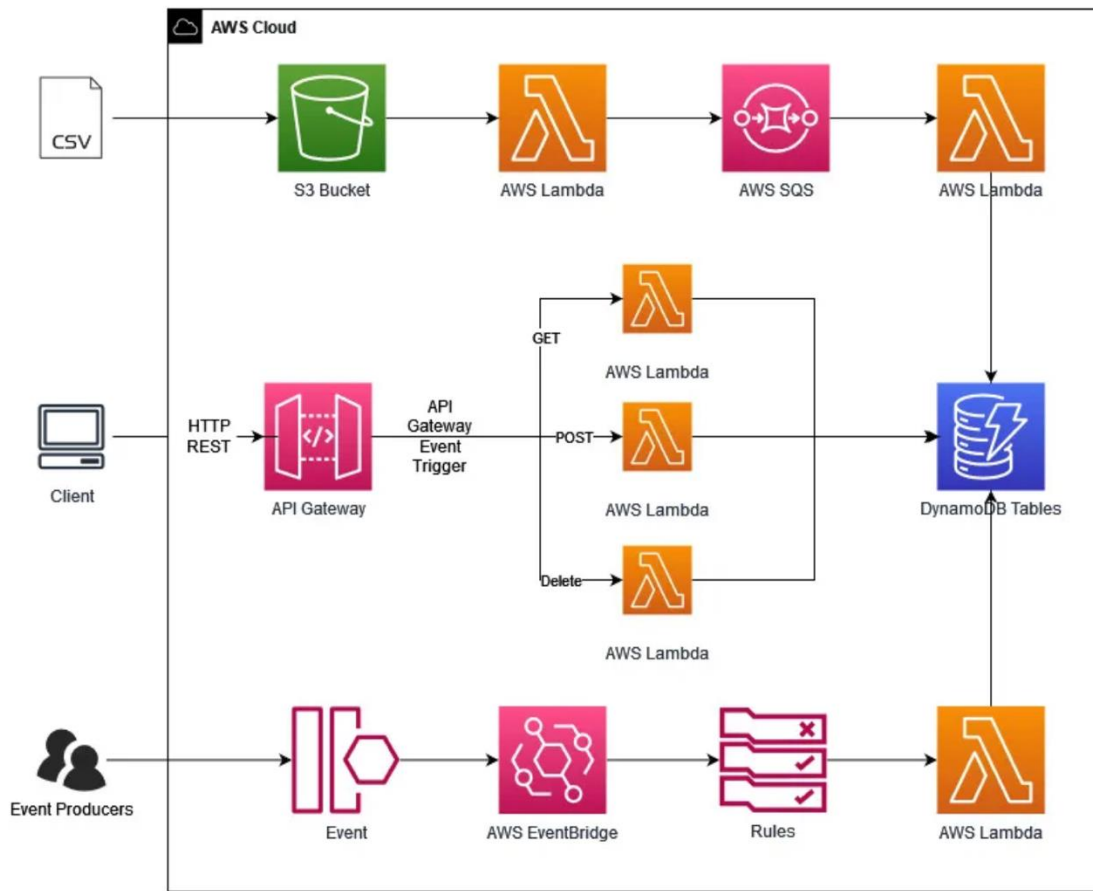 AWS Cloud
CSV
S3 Bucket
AWS Lambda
AWS SQS
AWS Lambda
GET
AWS Lambda
HTTP
REST
API
Gateway
Event
Trigger
POST
Client
API Gateway
AWS Lambda
DynamoDB Tables
Delete
AWS Lambda
Event Producers
Event
AWS EventBridge
Rules
AWS Lambda